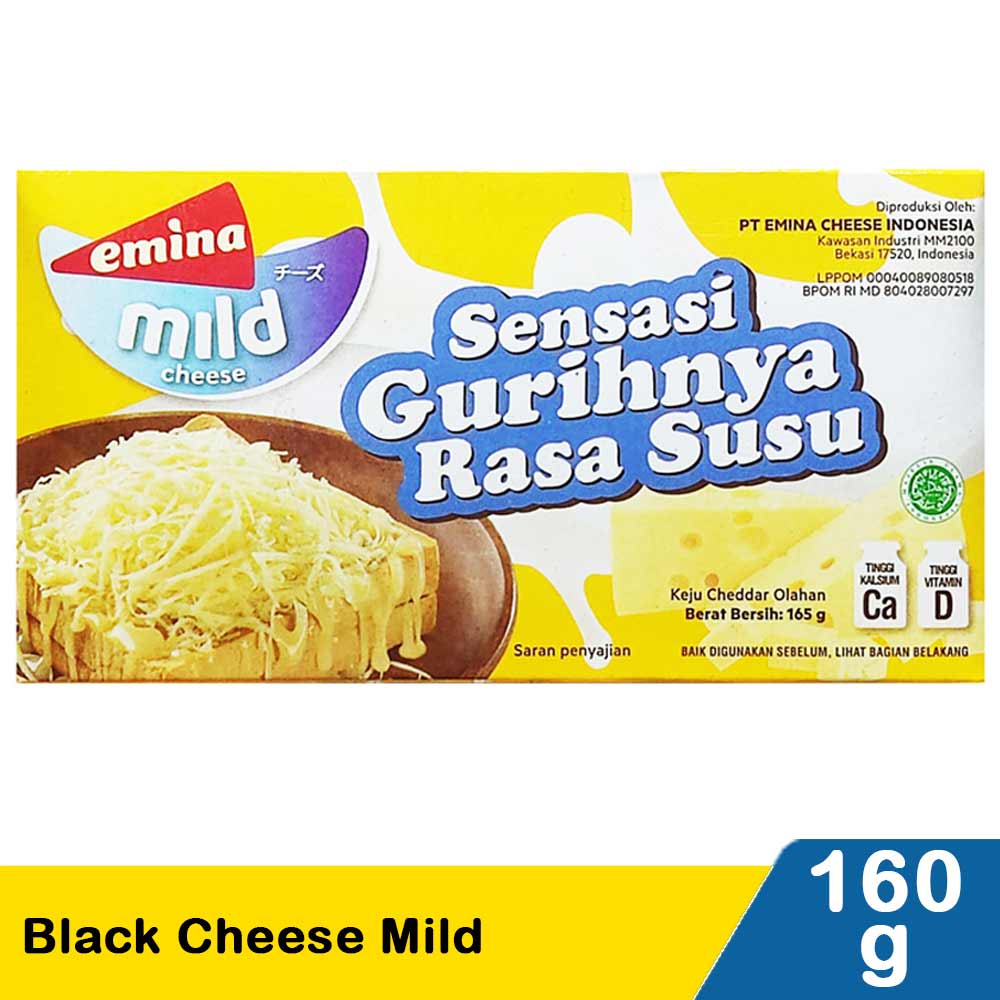 emina
チーズ
mild
cheese
Diproduksi Oleh:
PT EMINA CHEESE INDONESIA
Kawasan Industri MM2100
Bekasi 17520, Indonesia
LPPOM 00040089080518
BPOM RI MD 804028007297
Sensasi
Gurihnya
Rasa Susu
TINGGI
KALSIUM
Ca
TINGGI
VITAMIN
D
Keju Cheddar Olahan
Berat Bersih: 165 g
Saran penyajian
BAIK DIGUNAKAN SEBELUM, LIHAT BAGIAN BELAKANG
160
g
Black Cheese Mild